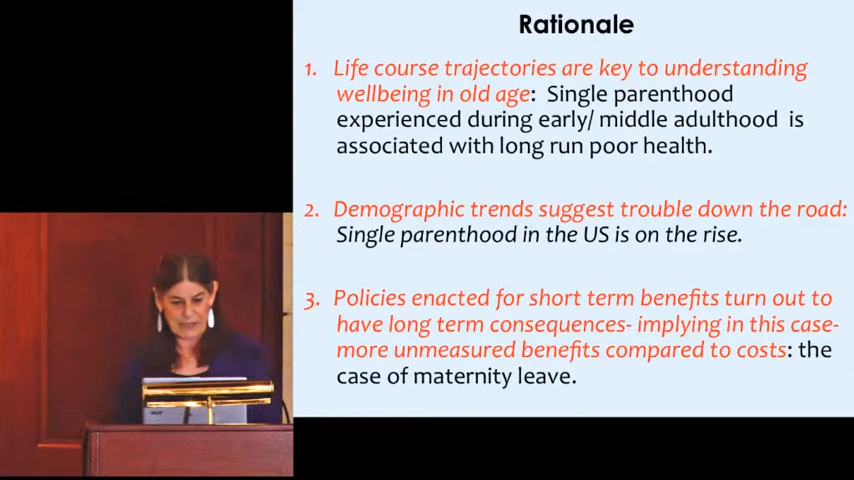 Rationale
1. Life course trajectories are key to understanding
wellbeing in old age: Single parenthood
experienced during early/ middle adulthood is
associated with long run poor health.
2. Demographic trends suggest trouble down the road:
Single parenthood in the US is on the rise.
3. Policies enacted for short term benefits turn out to
have long term consequences- implying in this case-
more unmeasured benefits compared to costs: the
case of maternity leave.